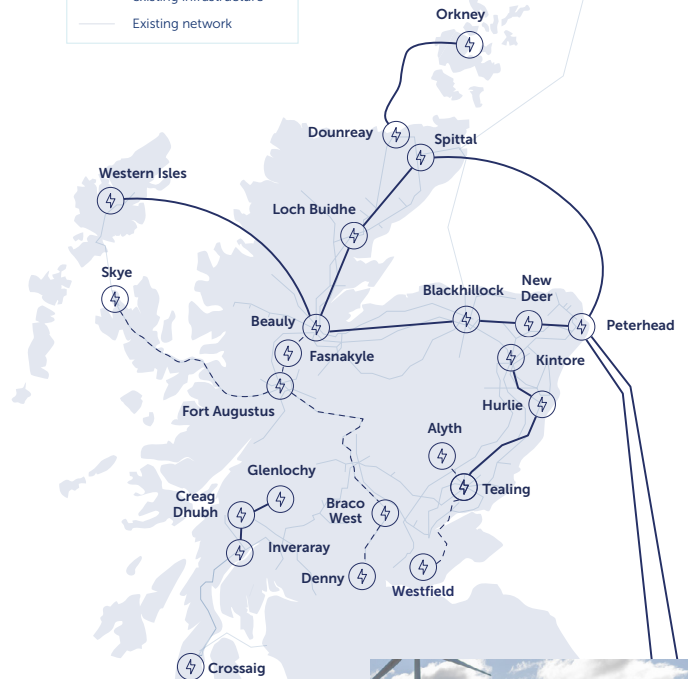 Existing network
Orkney
Dounreay
Spittal
Western Isles
Loch Buidhe
Skye
Blackhillock
New
Deer
Beauly
Peterhead
Fasnakyle
Kintore
Fort Augustus
Hurlie
Alyth
Glenlochy
Tealing
Creag
Dhubh
Braco
West
Inveraray
Denny
Westfield
Crossaig